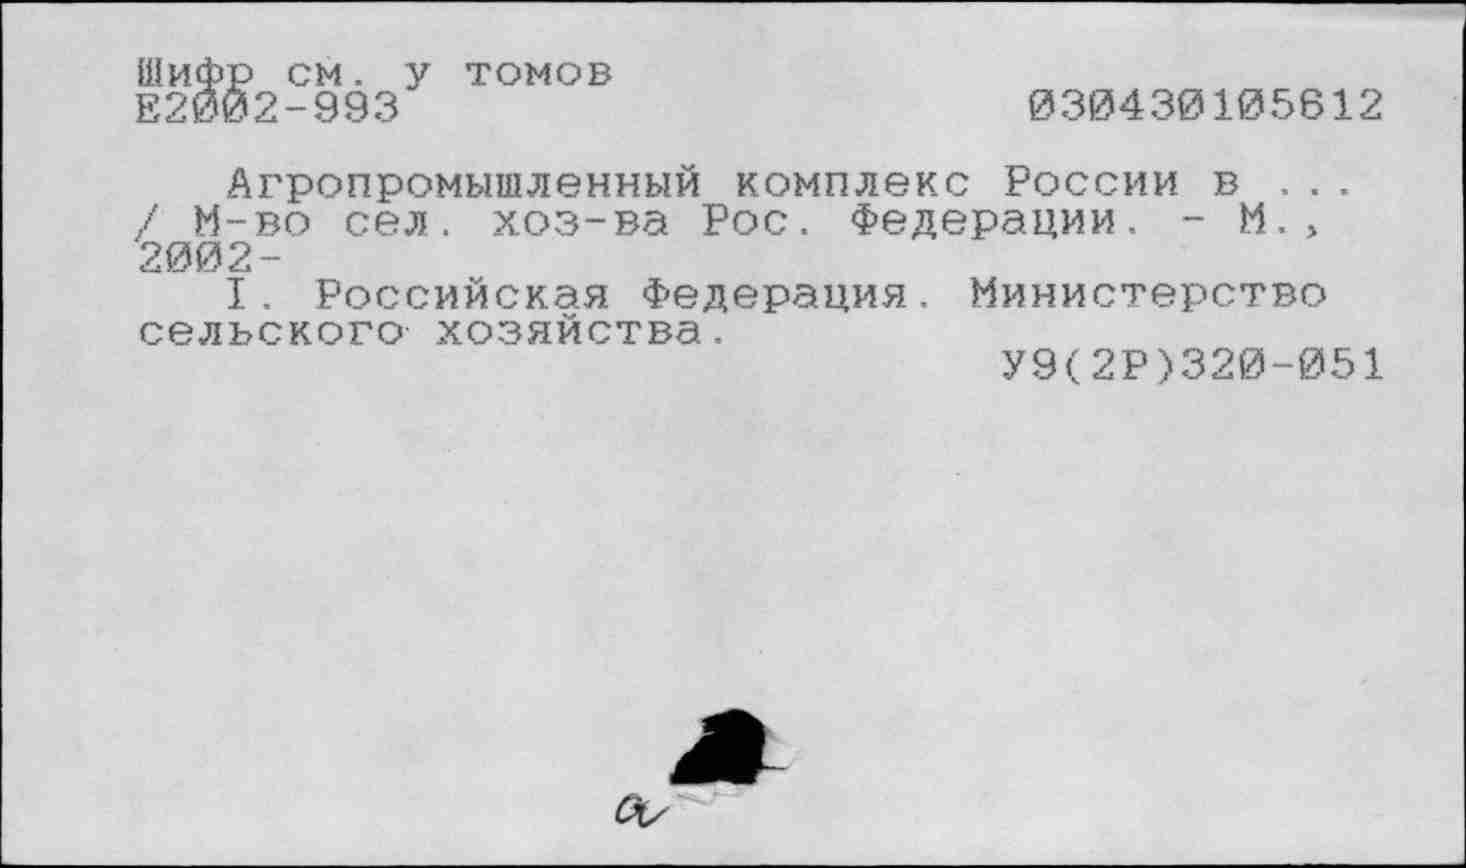 Шифр см. у томов
Е2002-993
030430105612
Агропромышленный комплекс России в ...
/ М-во сел. хоз-ва Рос. Федерации. - М.,
2002-
I. Российская Федерация. Министерство
сельского хозяйства.
У9(2Р)320-051